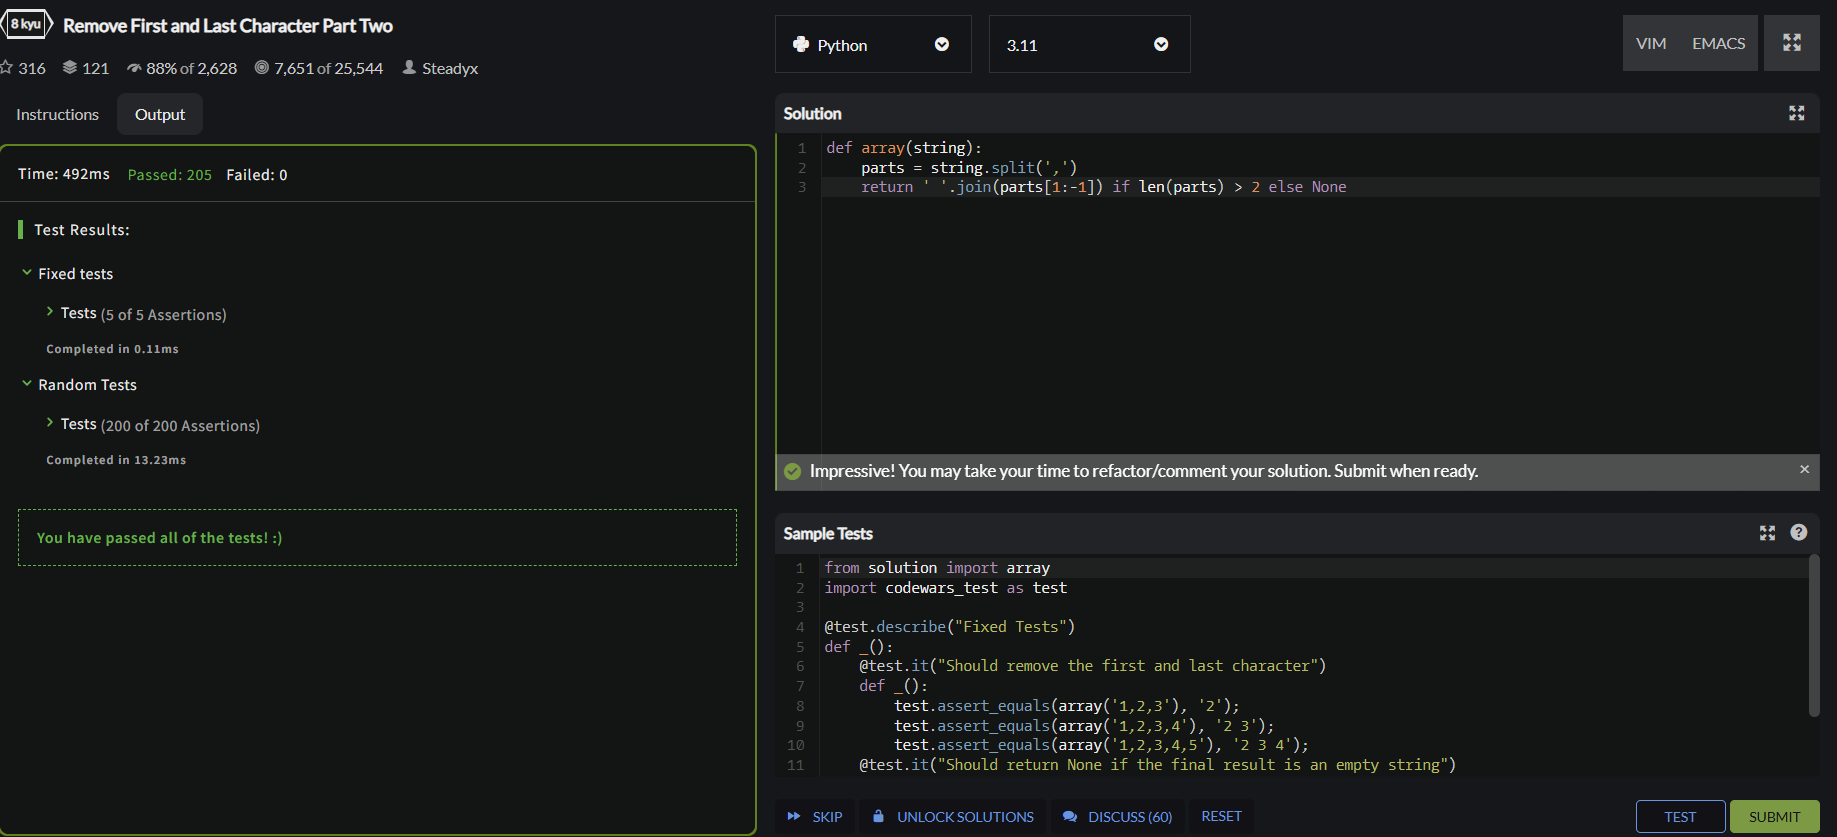 8 kyu Remove First and Last Character Part Two
316 121 88% of 2,628 7,651 of 25,544 Steadyx
Instructions Output
Time: 492ms Passed: 205 Failed: 0
Test Results:
Fixed tests
Tests (5 of 5 Assertions)
Completed in 0.11ms
Random Tests
Tests (200 of 200 Assertions)
Completed in 13.23ms
You have passed all of the tests! :)
Python 3.11 VIM EMACS
Solution
1 def array(string):
2     parts = string.split(',')
3     return ' '.join(parts[1:-1]) if len(parts) > 2 else None
Impressive! You may take your time to refactor/comment your solution. Submit when ready. ×
Sample Tests ?
1 from solution import array
2 import codewars_test as test
3
4 @test.describe("Fixed Tests")
5 def _():
6     @test.it("Should remove the first and last character")
7     def _():
8         test.assert_equals(array('1,2,3'), '2');
9         test.assert_equals(array('1,2,3,4'), '2 3');
10         test.assert_equals(array('1,2,3,4,5'), '2 3 4');
11     @test.it("Should return None if the final result is an empty string")
SKIP UNLOCK SOLUTIONS DISCUSS (60) RESET TEST SUBMIT